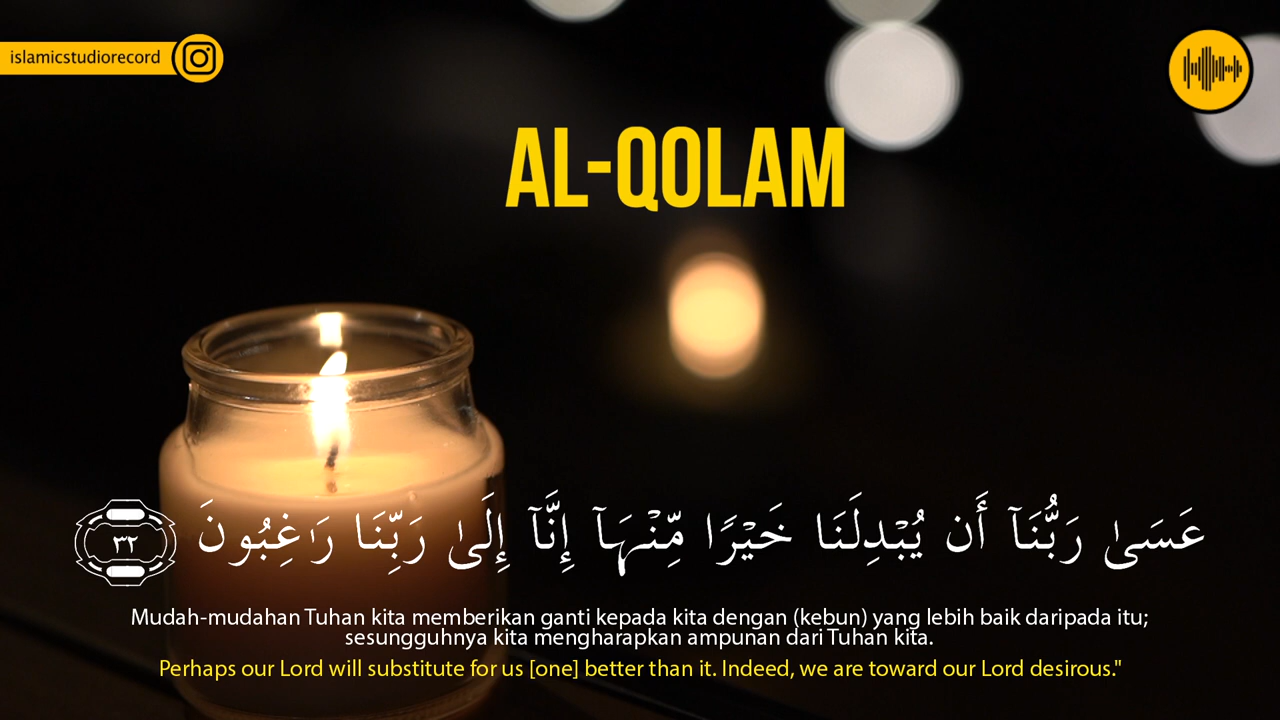 islamicstudiorecord
AL-QOLAM
عَسَىٰ رَبُّنَآ أَن يُبْدِلَنَا خَيْرًا مِّنْهَآ إِنَّآ إِلَىٰ رَبِّنَا رَٰغِبُونَ ٣٢
Mudah-mudahan Tuhan kita memberikan ganti kepada kita dengan (kebun) yang lebih baik daripada itu;
sesungguhnya kita mengharapkan ampunan dari Tuhan kita.
Perhaps our Lord will substitute for us [one] better than it. Indeed, we are toward our Lord desirous."